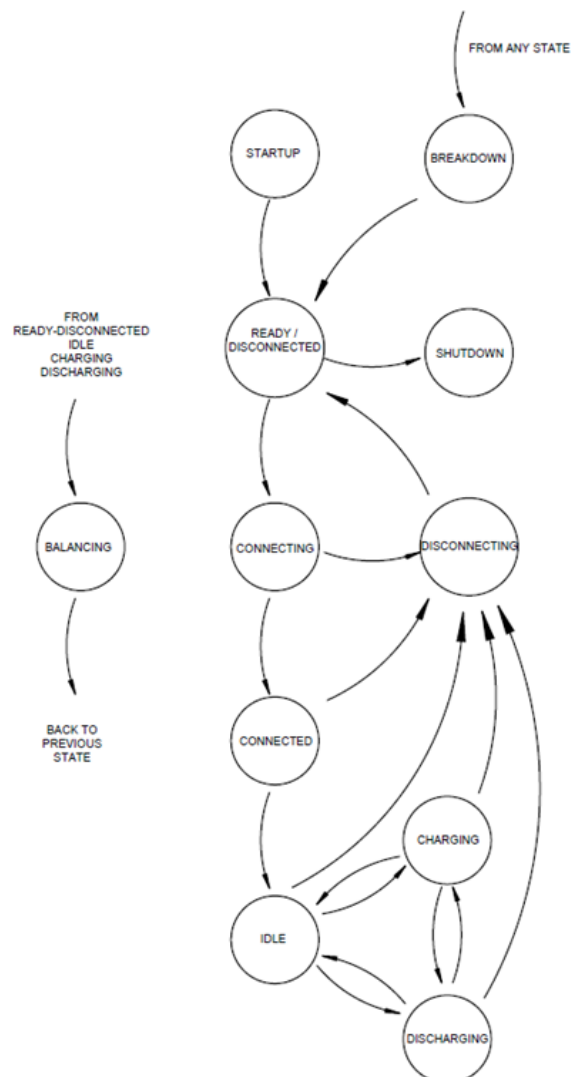 FROM ANY STATE
STARTUP
BREAKDOWN
FROM
READY-DISCONNECTED
IDLE
CHARGING
DISCHARGING
READY /
DISCONNECTED
SHUTDOWN
BALANCING
CONNECTING
DISCONNECTING
BACK TO
PREVIOUS
STATE
CONNECTED
CHARGING
IDLE
DISCHARGING